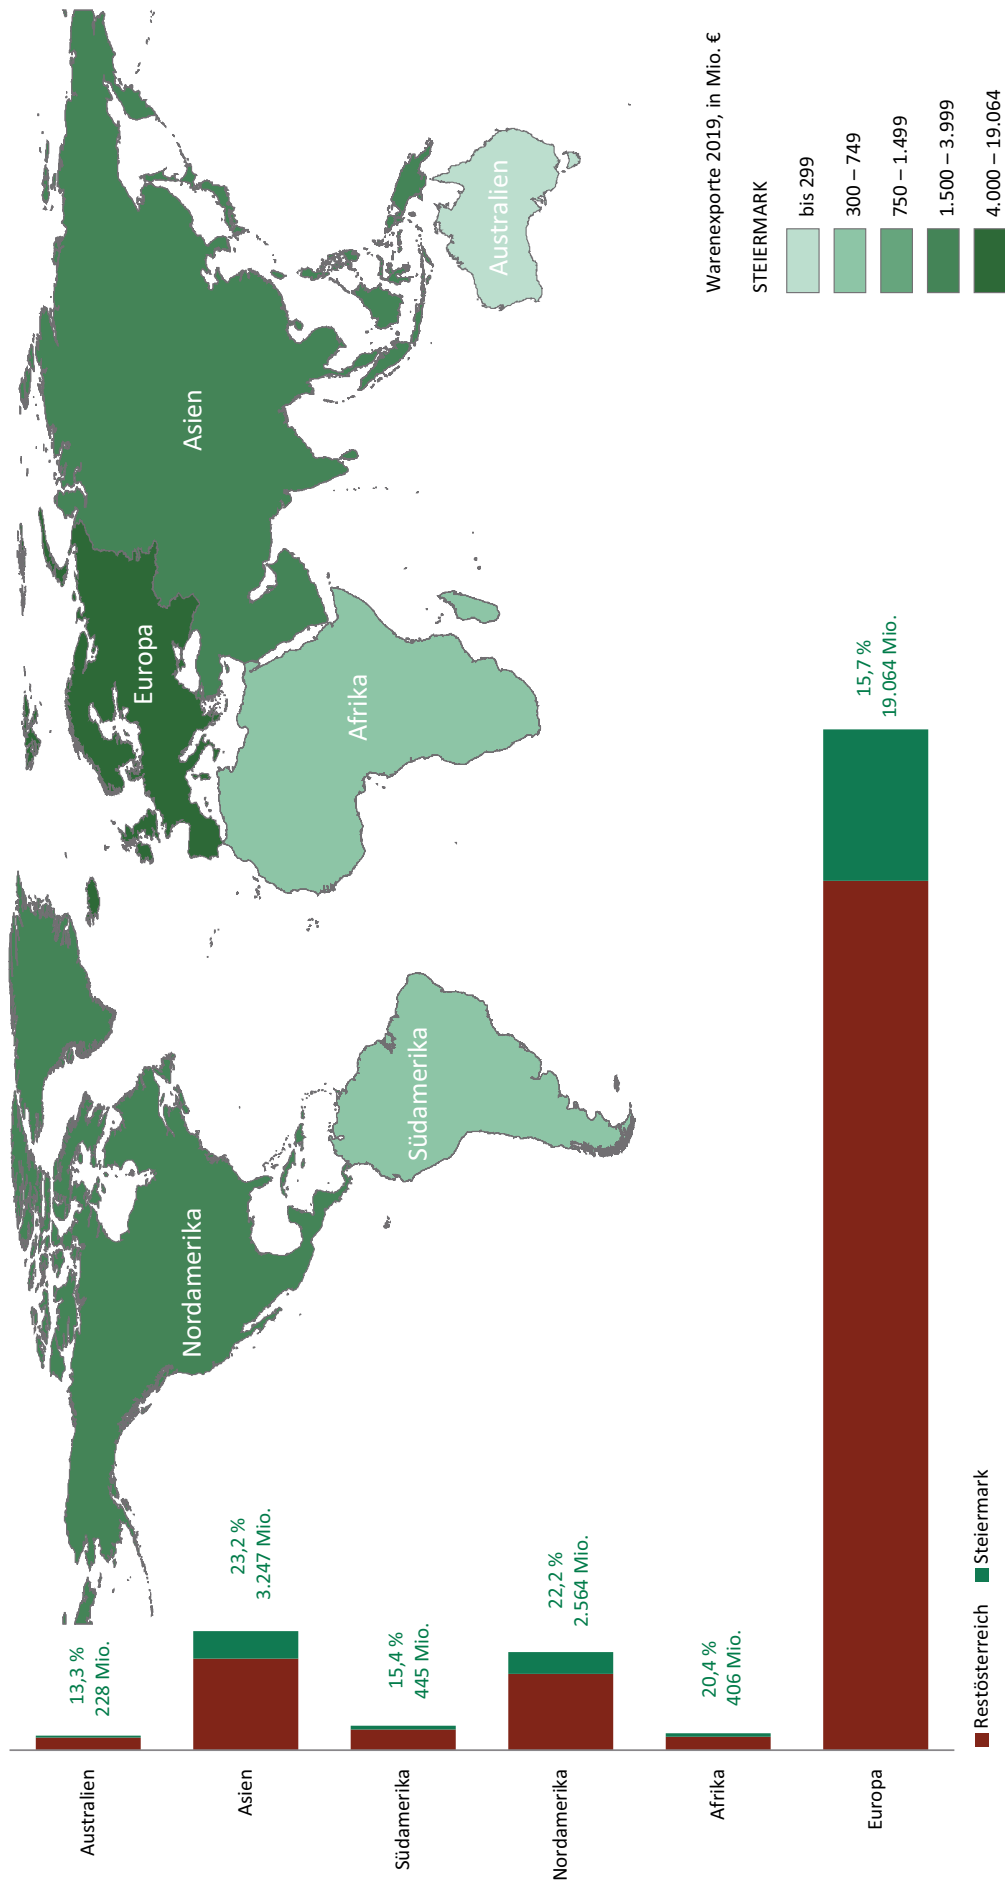 Nordamerika
Südamerika
Europa
Afrika
Asien
Australien
Warenexporte 2019, in Mio. €
STEIERMARK
bis 299
300 – 749
750 – 1.499
1.500 – 3.999
4.000 – 19.064
Australien
13,3 %
228 Mio.
Asien
23,2 %
3.247 Mio.
Südamerika
15,4 %
445 Mio.
Nordamerika
22,2 %
2.564 Mio.
Afrika
20,4 %
406 Mio.
Europa
15,7 %
19.064 Mio.
Restösterreich
Steiermark